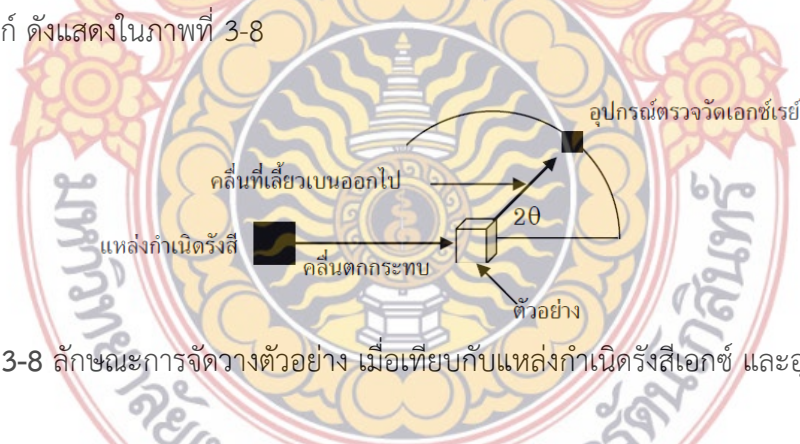 ก์ ดังแสดงในภาพที่ 3-8
อุปกรณ์ตรวจวัดเอกซ์เรย์
คลื่นที่เลี้ยวเบนออกไป
2θ
แหล่งกำเนิดรังสี
คลื่นตกกระทบ
ตัวอย่าง
3-8 ลักษณะการจัดวางตัวอย่าง เมื่อเทียบกับแหล่งกำเนิดรังสีเอกซ์ และอุ